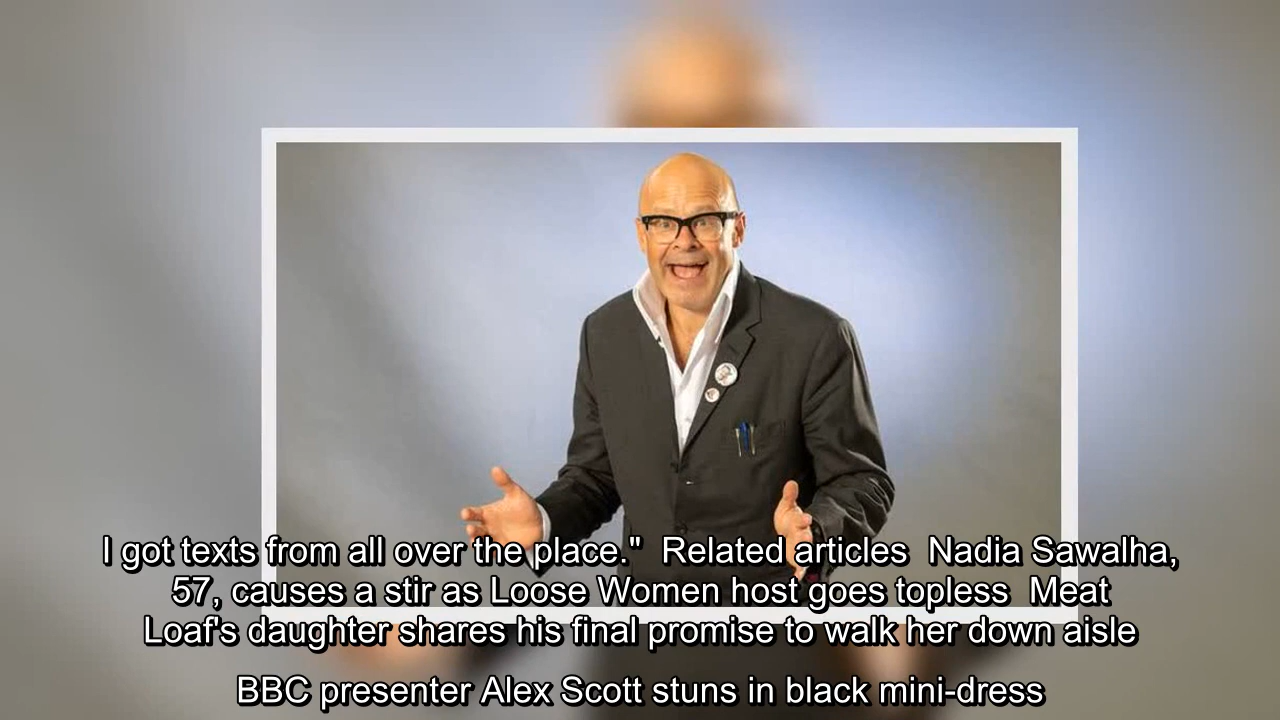 I got texts from all over the place."  Related articles  Nadia Sawalha,
57, causes a stir as Loose Women host goes topless  Meat
Loaf's daughter shares his final promise to walk her down aisle
BBC presenter Alex Scott stuns in black mini-dress